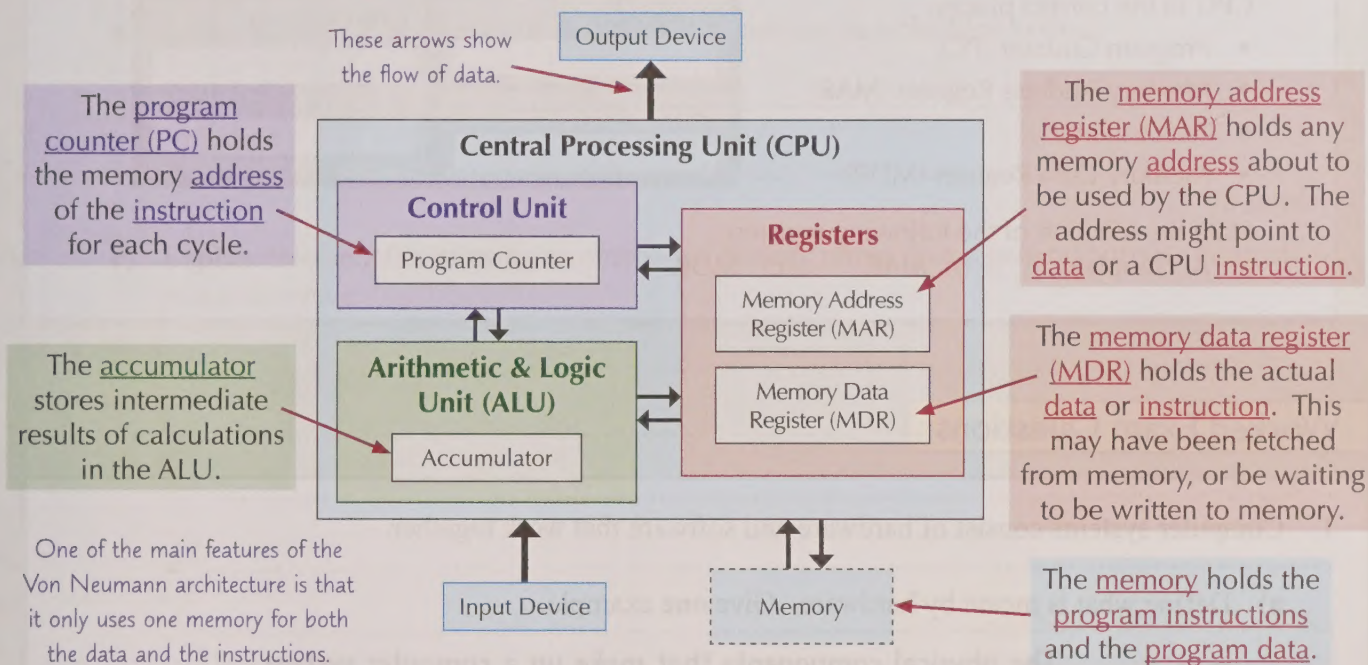 These arrows show
the flow of data.
Output Device
The program
counter (PC) holds
the memory address
of the instruction
for each cycle.
Central Processing Unit (CPU)
Control Unit
Program Counter
Registers
Memory Address
Register (MAR)
Memory Data
Register (MDR)
The memory address
register (MAR) holds any
memory address about to
be used by the CPU. The
address might point to
data or a CPU instruction.
The accumulator
stores intermediate
results of calculations
in the ALU.
Arithmetic & Logic
Unit (ALU)
Accumulator
The memory data register
(MDR) holds the actual
data or instruction. This
may have been fetched
from memory, or be waiting
to be written to memory.
One of the main features of the
Von Neumann architecture is that
it only uses one memory for both
the data and the instructions.
Input Device
Memory
The memory holds the
program instructions
and the program data.